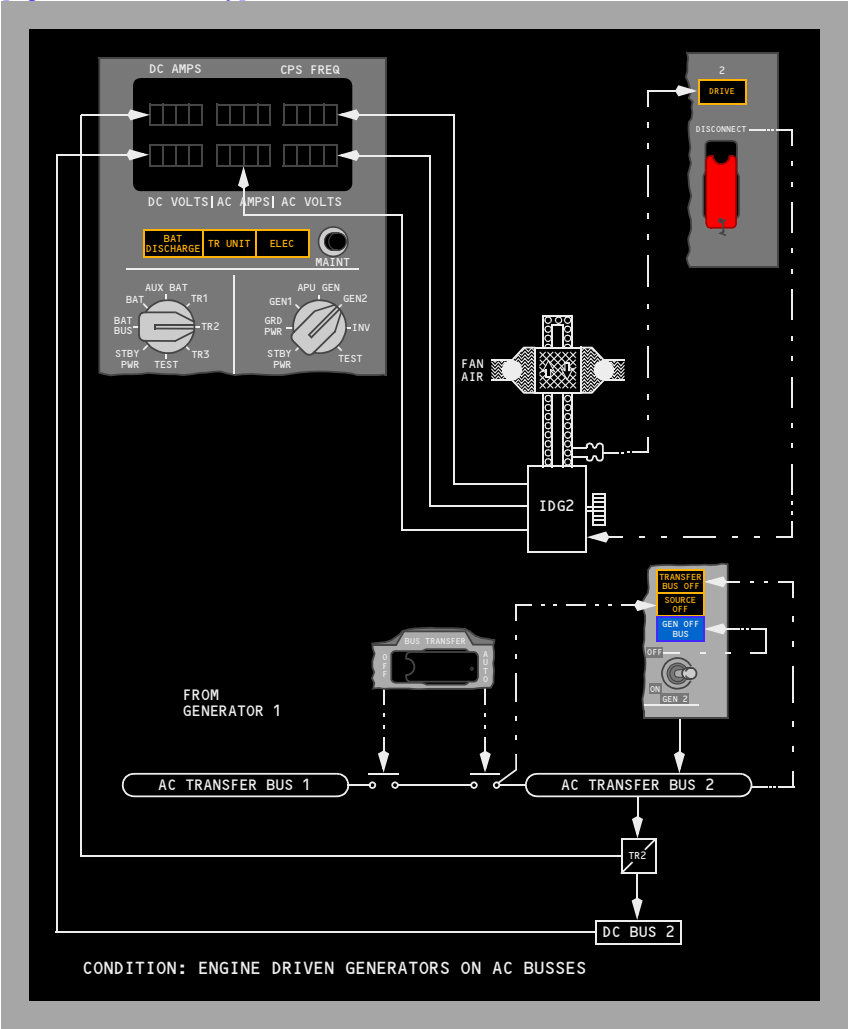 DC AMPS
CPS FREQ
DC VOLTS
AC AMPS
AC VOLTS
BAT
DISCHARGE
TR UNIT
ELEC
MAINT
AUX BAT
BAT
TR1
BAT
BUS
TR2
STBY
PWR
TEST
TR3
APU GEN
GEN1
GEN2
GRD
PWR
INV
STBY
PWR
TEST
2
DRIVE
DISCONNECT
FAN
AIR
IDG2
TRANSFER
BUS OFF
SOURCE
OFF
GEN OFF
BUS
OFF
ON
GEN 2
BUS TRANSFER
OFF
AUTO
FROM
GENERATOR 1
AC TRANSFER BUS 1
AC TRANSFER BUS 2
TR2
DC BUS 2
CONDITION: ENGINE DRIVEN GENERATORS ON AC BUSSES